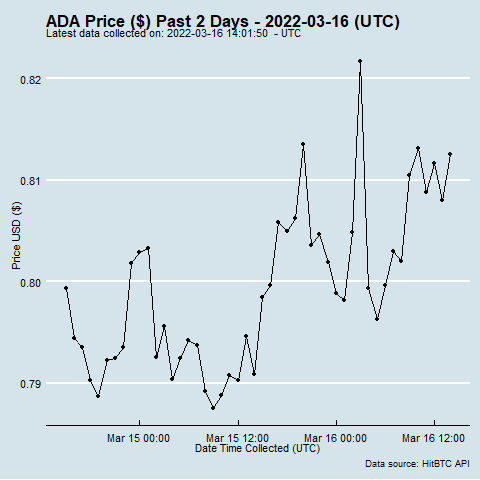 ADA Price ($) Past 2 Days - 2022-03-16 (UTC)
Latest data collected on: 2022-03-16 14:01:50 - UTC
0.82
0.81
0.80
0.79
Price USD ($)
Mar 15 00:00 Mar 15 12:00 Mar 16 00:00 Mar 16 12:00
Date Time Collected (UTC)
Data source: HitBTC API